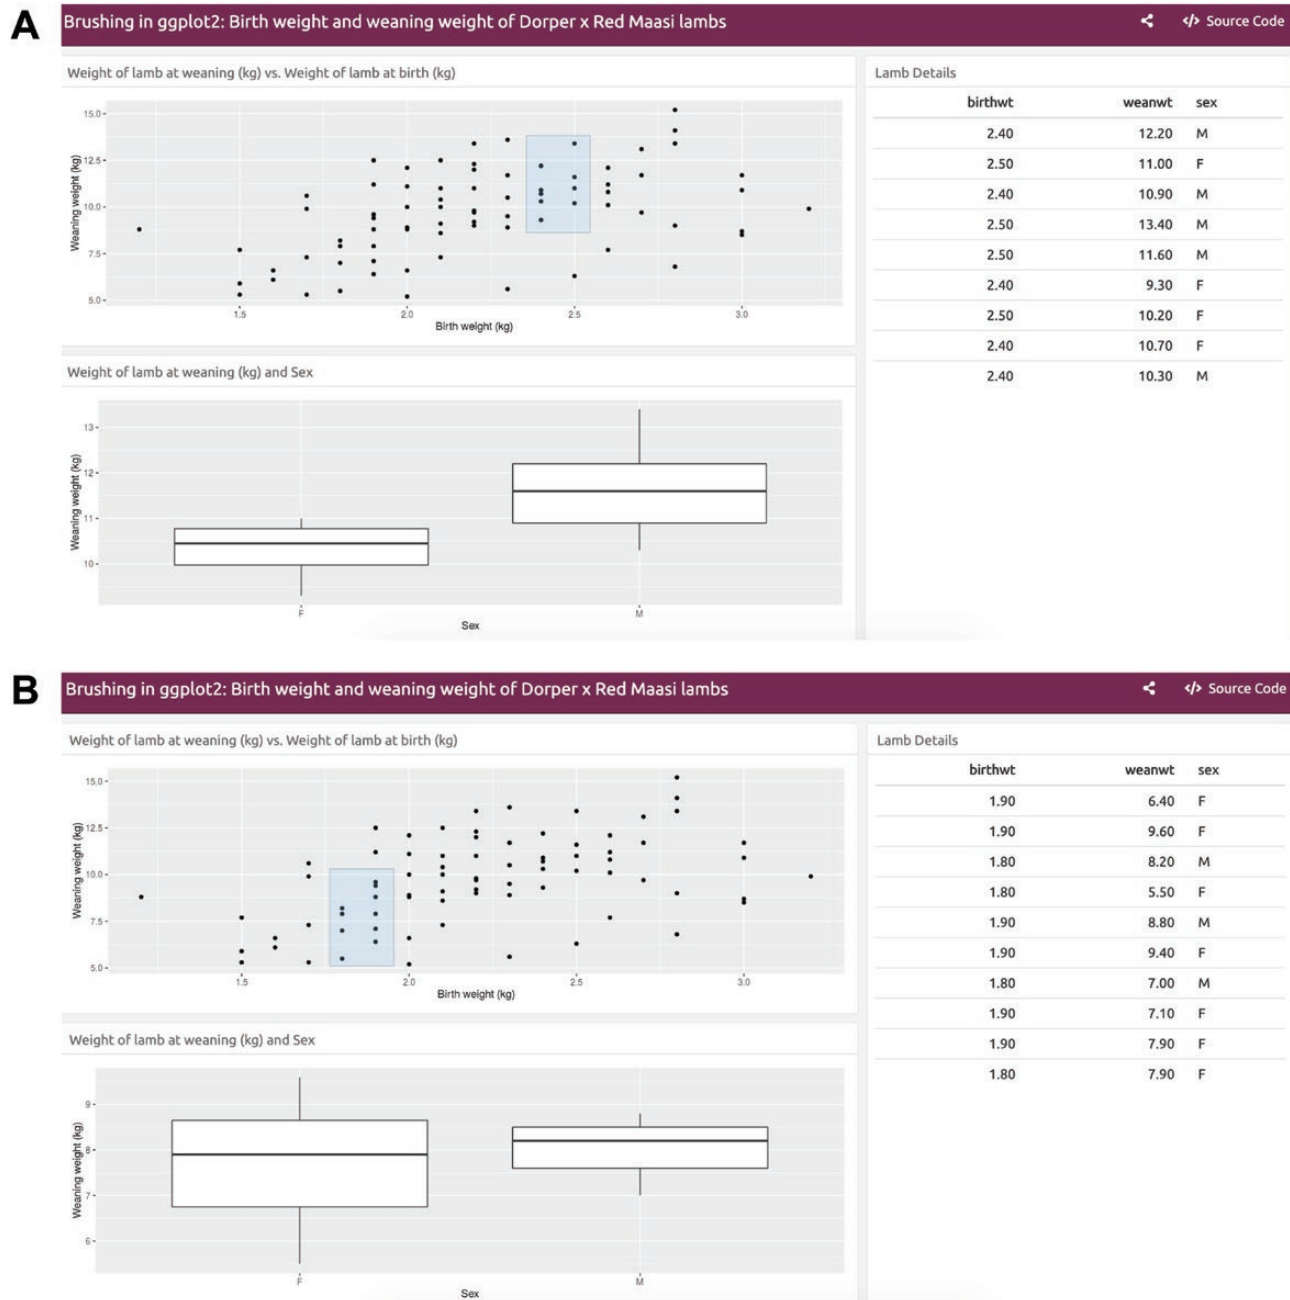 A
Brushing in ggplot2: Birth weight and weaning weight of Dorper x Red Maasi lambs
</> Source Code
Weight of lamb at weaning (kg) vs. Weight of lamb at birth (kg)
15.0
12.5
10.0
7.5
5.0
Weaning weight (kg)
1.5 2.0 2.5 3.0
Birth weight (kg)
Weight of lamb at weaning (kg) and Sex
13
12
11
10
Weaning weight (kg)
F M
Sex
Lamb Details
birthwt weanwt sex
2.40 12.20 M
2.50 11.00 F
2.40 10.90 M
2.50 13.40 M
2.50 11.60 M
2.40 9.30 F
2.50 10.20 F
2.40 10.70 F
2.40 10.30 M
B
Brushing in ggplot2: Birth weight and weaning weight of Dorper x Red Maasi lambs
</> Source Code
Weight of lamb at weaning (kg) vs. Weight of lamb at birth (kg)
15.0
12.5
10.0
7.5
5.0
Weaning weight (kg)
1.5 2.0 2.5 3.0
Birth weight (kg)
Weight of lamb at weaning (kg) and Sex
9
8
7
6
Weaning weight (kg)
F M
Sex
Lamb Details
birthwt weanwt sex
1.90 6.40 F
1.90 9.60 F
1.80 8.20 M
1.80 5.50 F
1.90 8.80 M
1.90 9.40 F
1.80 7.00 M
1.90 7.10 F
1.90 7.90 F
1.80 7.90 F